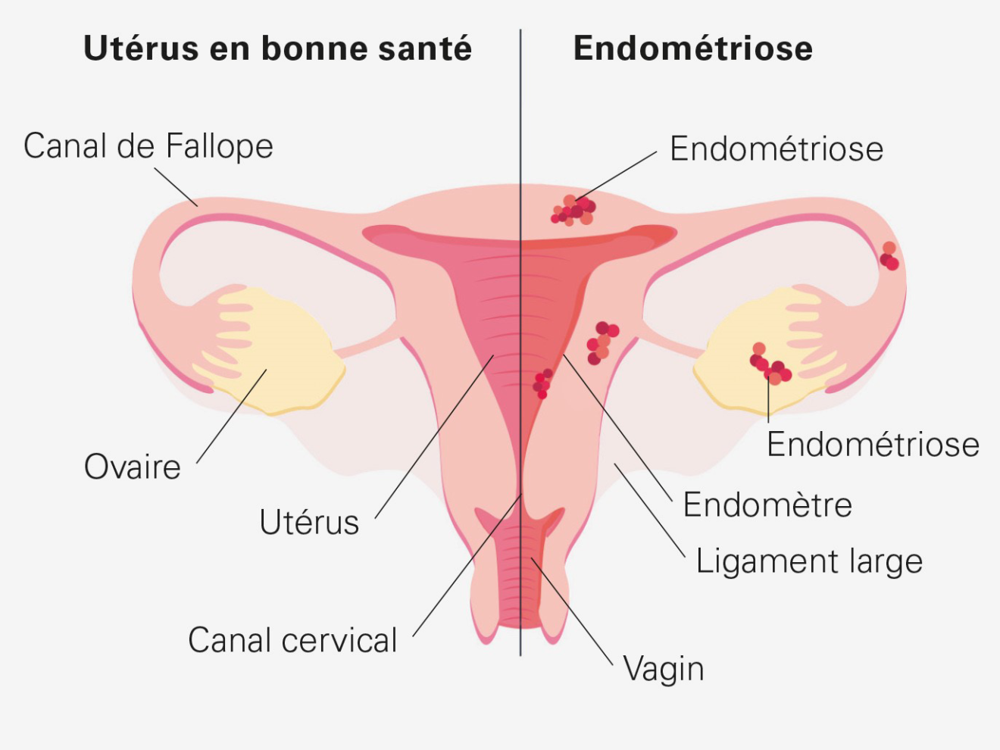 Utérus en bonne santé
Endométriose
Canal de Fallope
Endométriose
Ovaire
Endométriose
Utérus
Endomètre
Ligament large
Canal cervical
Vagin